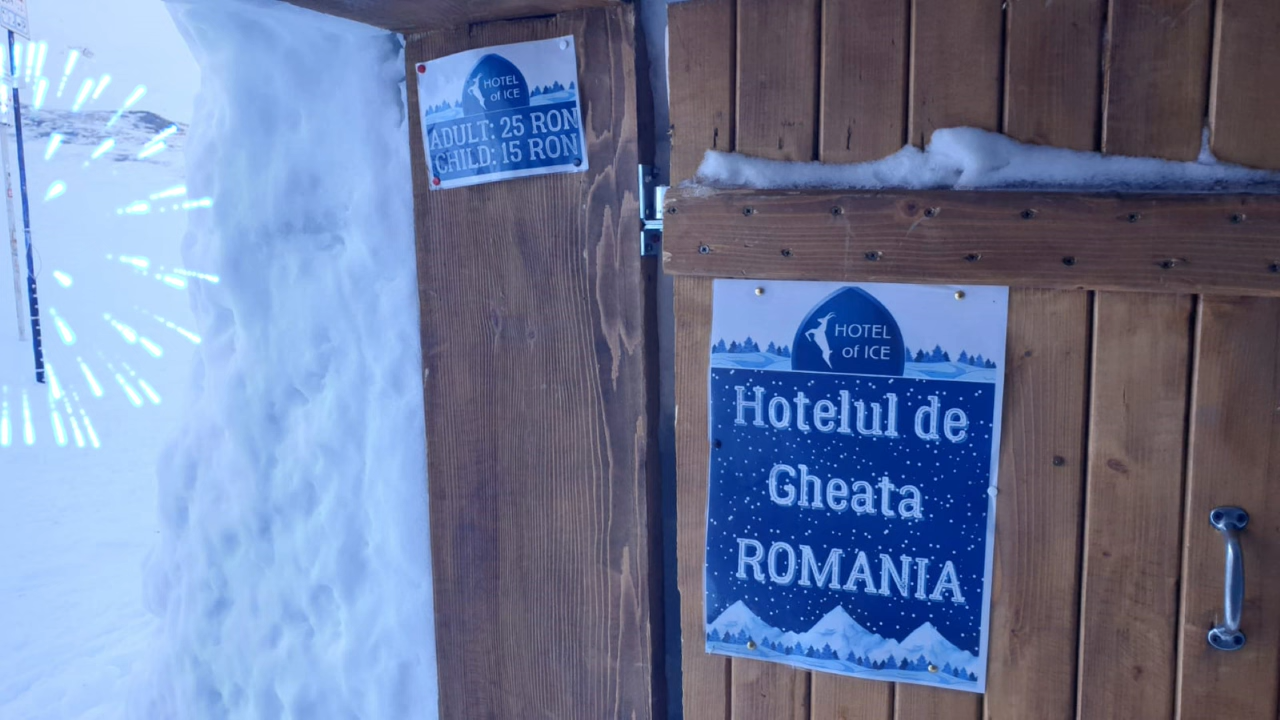 HOTEL
of ICE
ADULT: 25 RON
CHILD: 15 RON
HOTEL
of ICE
Hotelul de
Gheata
ROMANIA